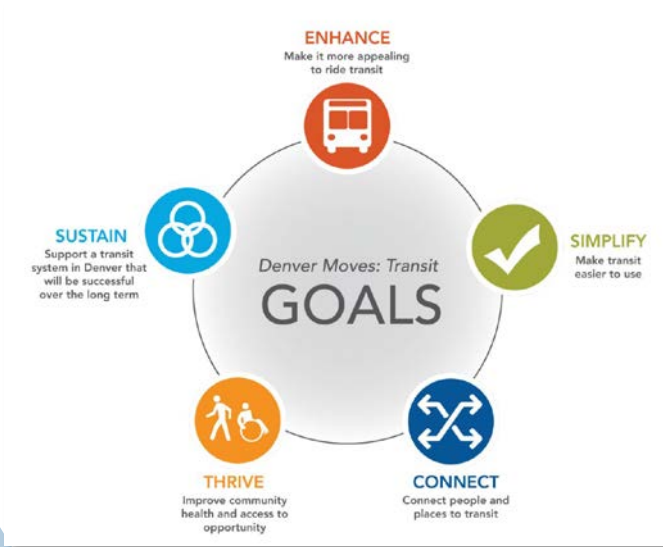 ENHANCE
Make it more appealing
to ride transit
SUSTAIN
Support a transit
system in Denver that
will be successful
over the long term
Denver Moves: Transit
GOALS
SIMPLIFY
Make transit
easier to use
THRIVE
Improve community
health and access to
opportunity
CONNECT
Connect people and
places to transit